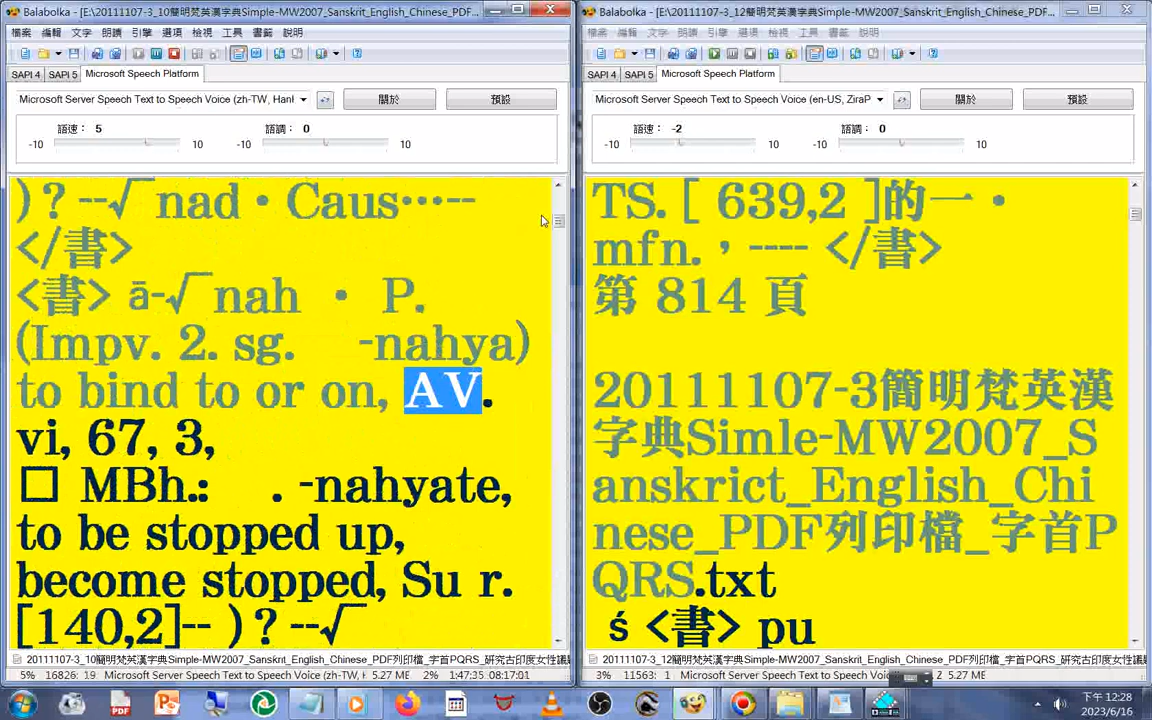 Balabolka - [E:\20111107-3_10簡明梵英漢字典Simple-MW2007_Sanskrit_English_Chinese_PDF...
檔案 編輯 文字 朗讀 引擎 選項 檢視 工具 書籤 說明
SAPI 4 SAPI 5 Microsoft Speech Platform
Microsoft Server Speech Text to Speech Voice (zh-TW, HanH 關於 預設
語速： 5 語調： 0
-10 10 -10 10
)？--√ nad‧Caus…--
</書>
<書> ā-√ nah ‧ P.
(Impv. 2. sg. -nahya)
to bind to or on, AV.
vi, 67, 3,
□ MBh.: . -nahyate,
to be stopped up,
become stopped, Su r.
[140,2]-- )？--√
20111107-3_10簡明梵英漢字典Simple-MW2007_Sanskrit_English_Chinese_PDF列印檔_字首PQRS_研究古印度女性議
5% 16826: 19 Microsoft Server Speech Text to Speech Voice (zh-TW, H 5.27 MB 2% 1:47:35 08:17:01
Balabolka - [E:\20111107-3_12簡明梵英漢字典Simple-MW2007_Sanskrit_English_Chinese_PDF...
檔案 編輯 文字 朗讀 引擎 選項 檢視 工具 書籤 說明
SAPI 4 SAPI 5 Microsoft Speech Platform
Microsoft Server Speech Text to Speech Voice (en-US, ZiraP 關於 預設
語速： -2 語調： 0
-10 10 -10 10
TS. [ 639,2 ]的一‧
mfn.，---- </書>
第 814 頁
20111107-3簡明梵英漢
字典Simle-MW2007_S
anskrict_English_Chi
nese_PDF列印檔_字首P
QRS.txt
ś <書> pu
20111107-3_12簡明梵英漢字典Simple-MW2007_Sanskrit_English_Chinese_PDF列印檔_字首PQRS.txt
3% 11563: 1 Microsoft Server Speech Text to Speech Voice 5.27 MB
下午 12:28
2023/6/16